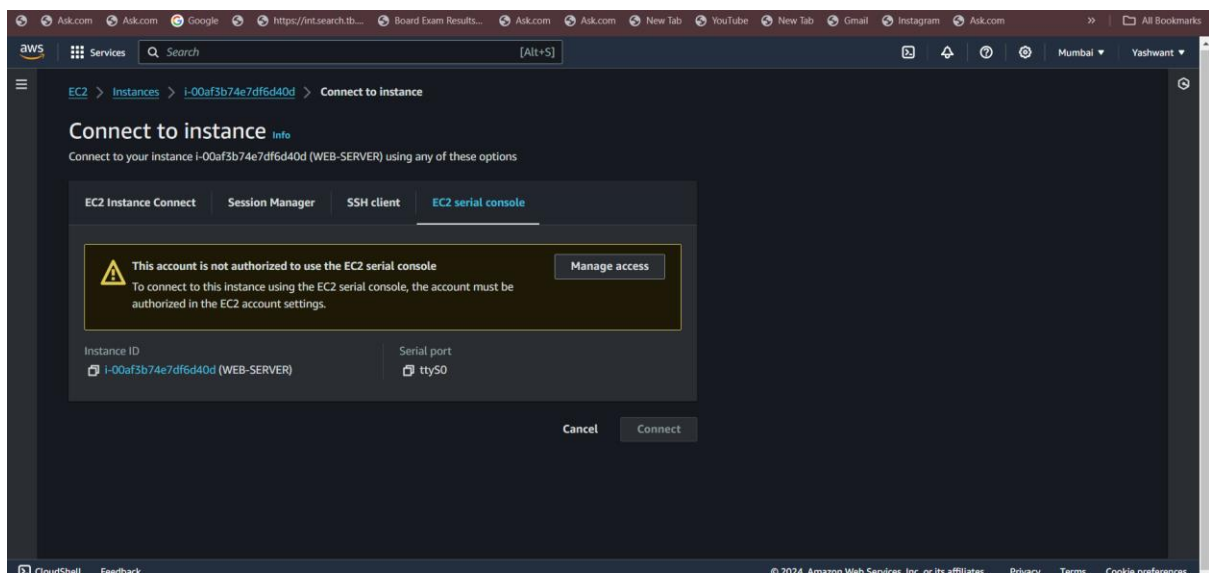 Ask.com Ask.com Google https://int.search.tb.... Board Exam Results... Ask.com Ask.com New Tab YouTube New Tab Gmail Instagram Ask.com » All Bookmarks
aws Services Search [Alt+S] Mumbai ▼ Yashwant ▼
EC2 > Instances > i-00af3b74e7df6d40d > Connect to instance
Connect to instance Info
Connect to your instance i-00af3b74e7df6d40d (WEB-SERVER) using any of these options
EC2 Instance Connect Session Manager SSH client EC2 serial console
This account is not authorized to use the EC2 serial console Manage access
To connect to this instance using the EC2 serial console, the account must be
authorized in the EC2 account settings.
Instance ID Serial port
i-00af3b74e7df6d40d (WEB-SERVER) ttyS0
Cancel Connect
CloudShell Feedback © 2024, Amazon Web Services, Inc. or its affiliates. Privacy Terms Cookie preferences